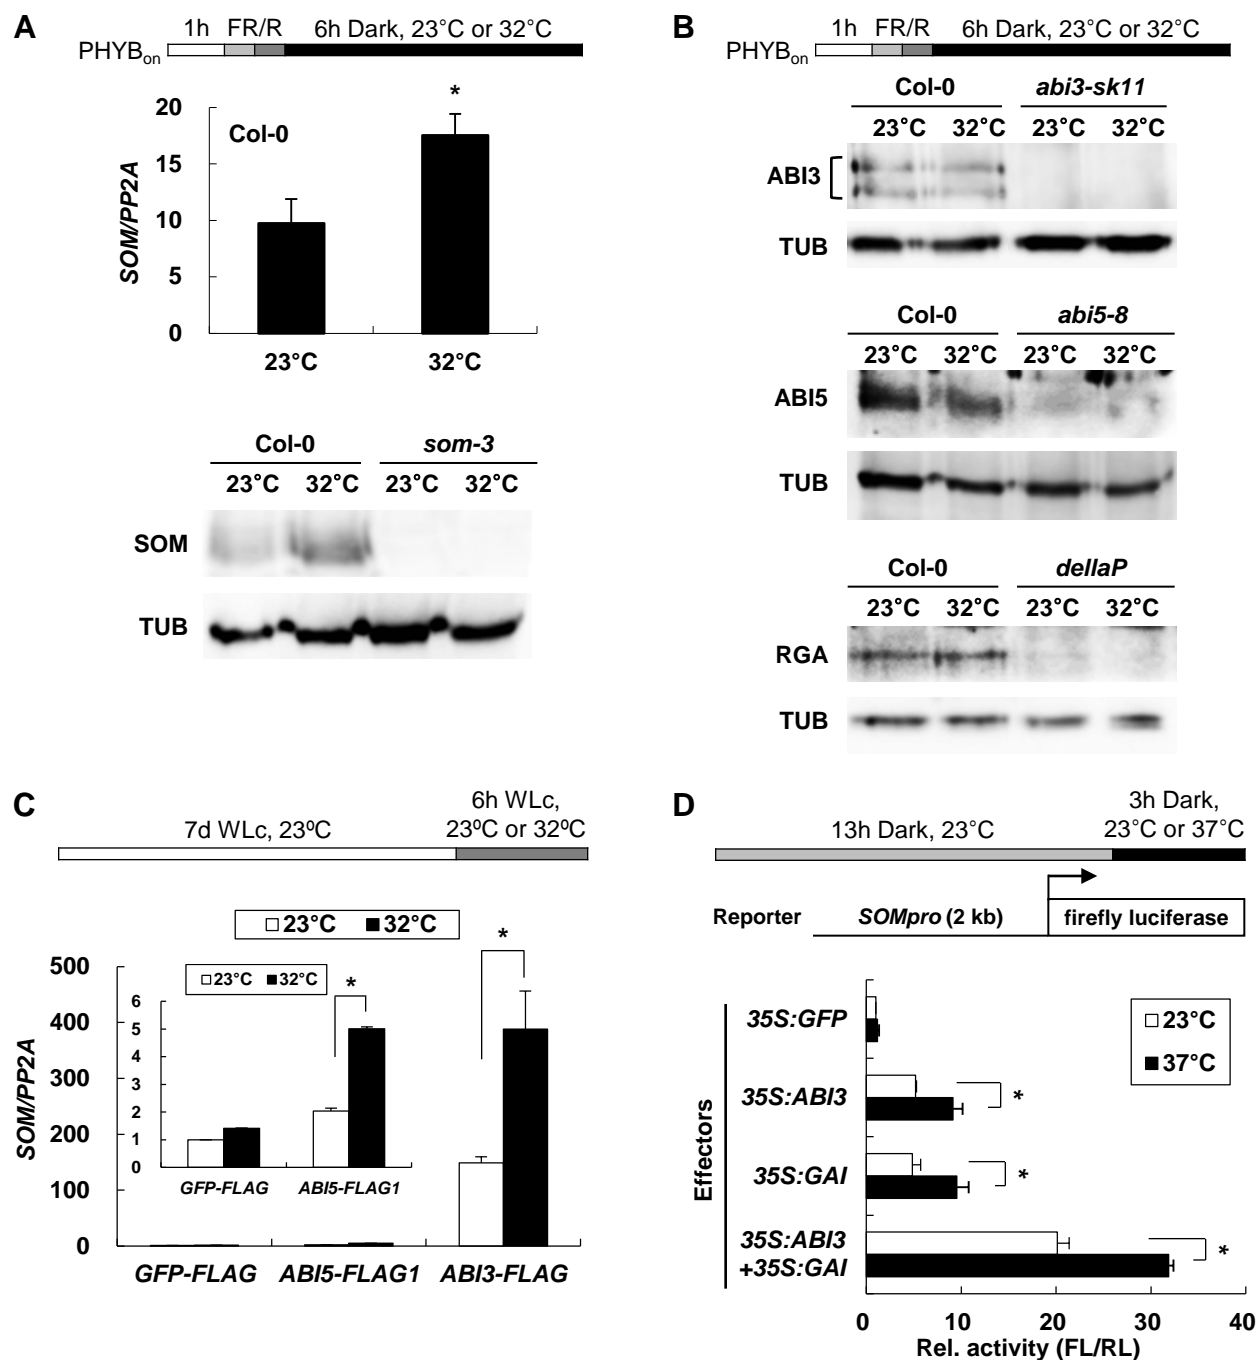 A
1h FR/R 6h Dark, 23°C or 32°C
PHYBon
20
15
10
5
0
SOM/PP2A
Col-0
*
23°C 32°C
Col-0 som-3
23°C 32°C 23°C 32°C
SOM
TUB
B
1h FR/R 6h Dark, 23°C or 32°C
PHYBon
Col-0 abi3-sk11
23°C 32°C 23°C 32°C
ABI3
TUB
Col-0 abi5-8
23°C 32°C 23°C 32°C
ABI5
TUB
Col-0 dellaP
23°C 32°C 23°C 32°C
RGA
TUB
C
6h WLc,
7d WLc, 23ºC 23ºC or 32ºC
23°C 32°C
*
500
400
300
200
100
0
SOM/PP2A
23°C 32°C
*
6
5
4
3
2
1
0
GFP-FLAG ABI5-FLAG1
GFP-FLAG ABI5-FLAG1 ABI3-FLAG
D
3h Dark,
13h Dark, 23°C 23°C or 37°C
Reporter SOMpro (2 kb) firefly luciferase
Effectors
35S:GFP
23°C
37°C
35S:ABI3 *
35S:GAI *
35S:ABI3
+35S:GAI *
0 10 20 30 40
Rel. activity (FL/RL)